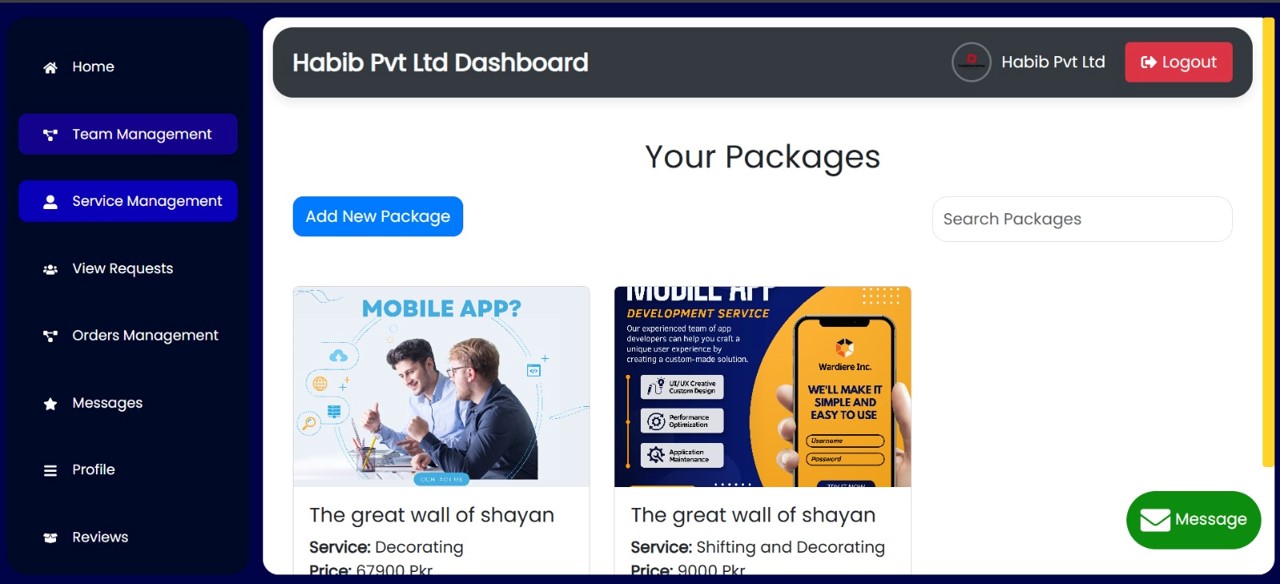 Home
Team Management
Service Management
View Requests
Orders Management
Messages
Profile
Reviews
Habib Pvt Ltd Dashboard
Habib Pvt Ltd
Logout
Your Packages
Add New Package
Search Packages
MOBILE APP?
The great wall of shayan
Service: Decorating
Price: 67900 Pkr
MOBILE APP
DEVELOPMENT SERVICE
Our experienced team of app
developers can help you craft a
unique user experience by
creating a custom-made solution.
UI/UX Creative
Custom Design
Performance
Optimization
Application
Maintenance
Wardiere Inc.
WE'LL MAKE IT
SIMPLE AND
EASY TO USE
Username
Password
TRY IT NOW
The great wall of shayan
Service: Shifting and Decorating
Price: 9000 Pkr
Message